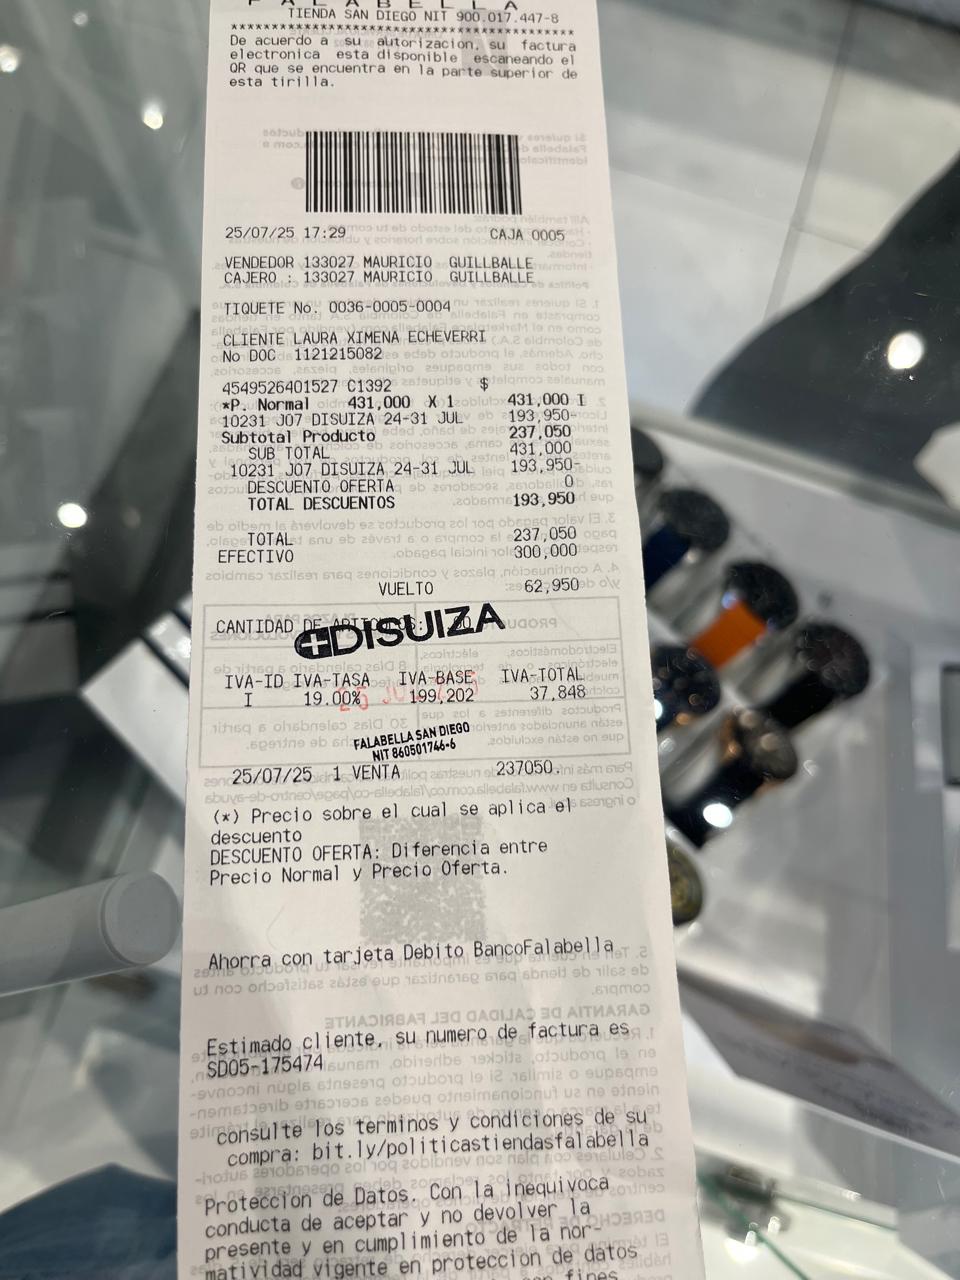 FALABELLA
TIENDA SAN DIEGO NIT 900.017.447-8
****************************************
De acuerdo a su autorizacion, su factura
electronica esta disponible escaneando el
QR que se encuentra en la parte superior de
esta tirilla.
25/07/25 17:29 CAJA 0005
VENDEDOR 133027 MAURICIO GUILLBALLE
CAJERO : 133027 MAURICIO GUILLBALLE
TIQUETE No. 0036-0005-0004
CLIENTE LAURA XIMENA ECHEVERRI
No DOC 1121215082
4549526401527 C1392 $
*P. Normal 431,000 X 1 431,000 I
10231 J07 DISUIZA 24-31 JUL 193,950-
Subtotal Producto 237,050
SUB TOTAL 431,000
10231 J07 DISUIZA 24-31 JUL 193,950-
DESCUENTO OFERTA 0
TOTAL DESCUENTOS 193,950
TOTAL 237,050
EFECTIVO 300,000
VUELTO 62,950
CANTIDAD DE
DISUIZA
IVA-ID IVA-TASA IVA-BASE IVA-TOTAL
I 19.00% 199,202 37.848
25 JU
FALABELLA SAN DIEGO
NIT 860501746-6
25/07/25 1 VENTA 237050.
(*) Precio sobre el cual se aplica el
descuento
DESCUENTO OFERTA: Diferencia entre
Precio Normal y Precio Oferta.
Ahorra con tarjeta Debito BancoFalabella
Estimado cliente, su numero de factura es
SD05-175474
consulte los terminos y condiciones de su
compra: bit.ly/politicastiendasfalabella
Proteccion de Datos. Con la inequivoca
conducta de aceptar y no devolver la
presente y en cumplimiento de la nor-
matividad vigente en proteccion de datos
fines